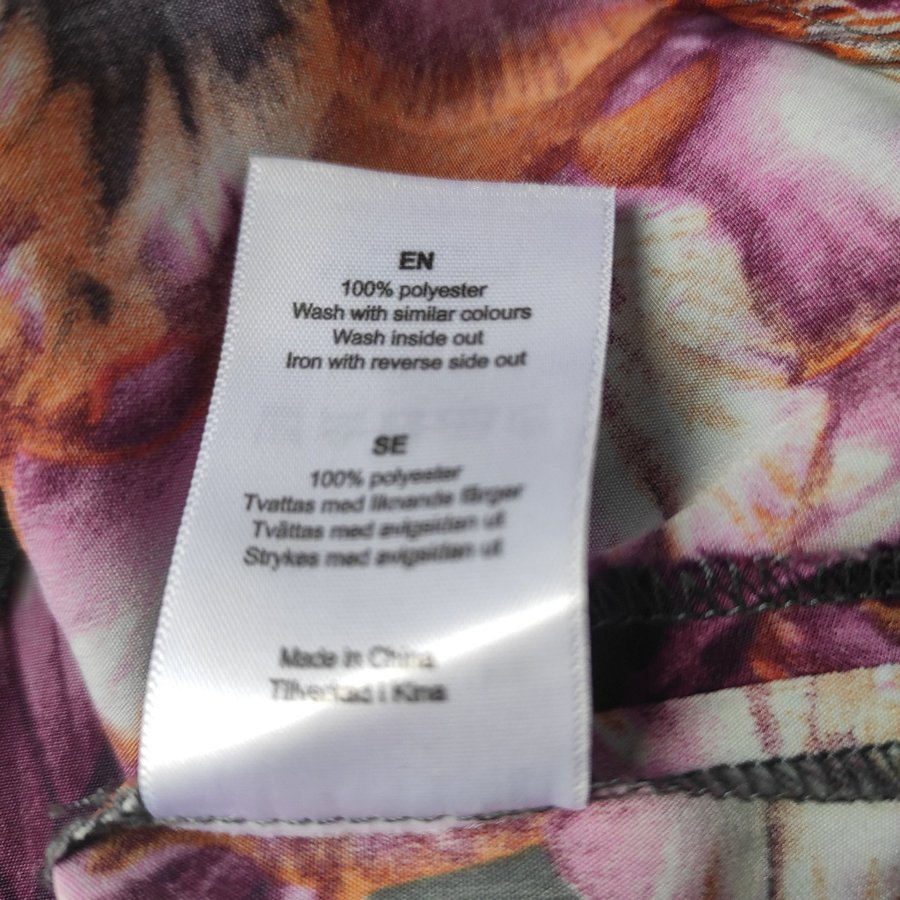 EN
100% polyester
Wash with similar colours
Wash inside out
Iron with reverse side out
SE
100% polyester
Tvattas med liknande färger
Tvättas med avigsidan ut
Strykes med avigsidan ut
Made in China
Tillverkad i Kina